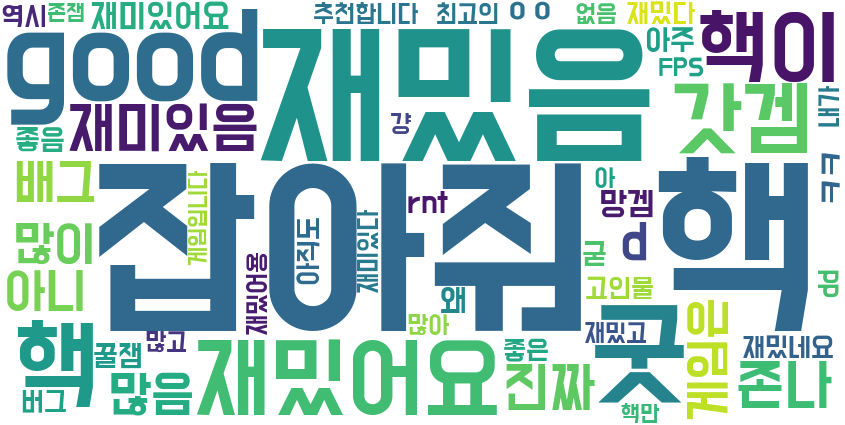 역시
존잼
재미있어요
추천합니다
최고의
ㅇㅇ
없음
재밌다
핵이
good
재밌음
아주
FPS
갓겜
내가
재미있음
좋음
걍
ㅋㅋ
배그
게임입니다
잡아줘
핵
아
망겜
rnt
d
많이
아직도
재미있다
굳
pp
아니
재밌어용
왜
고인물
핵
꿀잼
많고
많아
재밌고
굿
게임은
재밌네요
버그
많음
재밌어요
좋은
진짜
핵만
존나